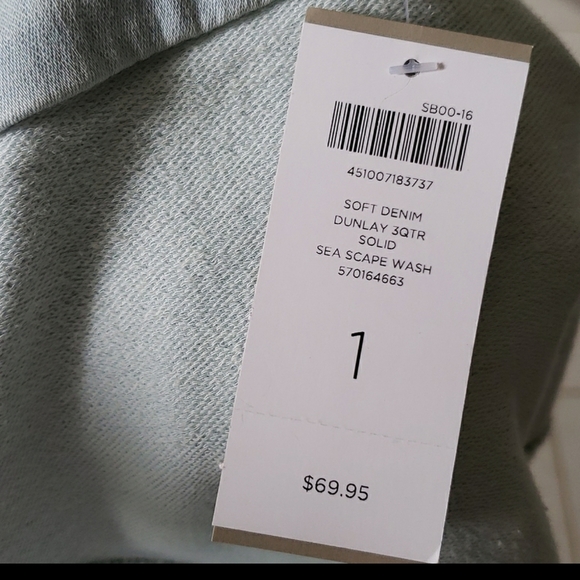 SB00-16
451007183737
SOFT DENIM
DUNLAY 3QTR
SOLID
SEA SCAPE WASH
570164663
1
$69.95